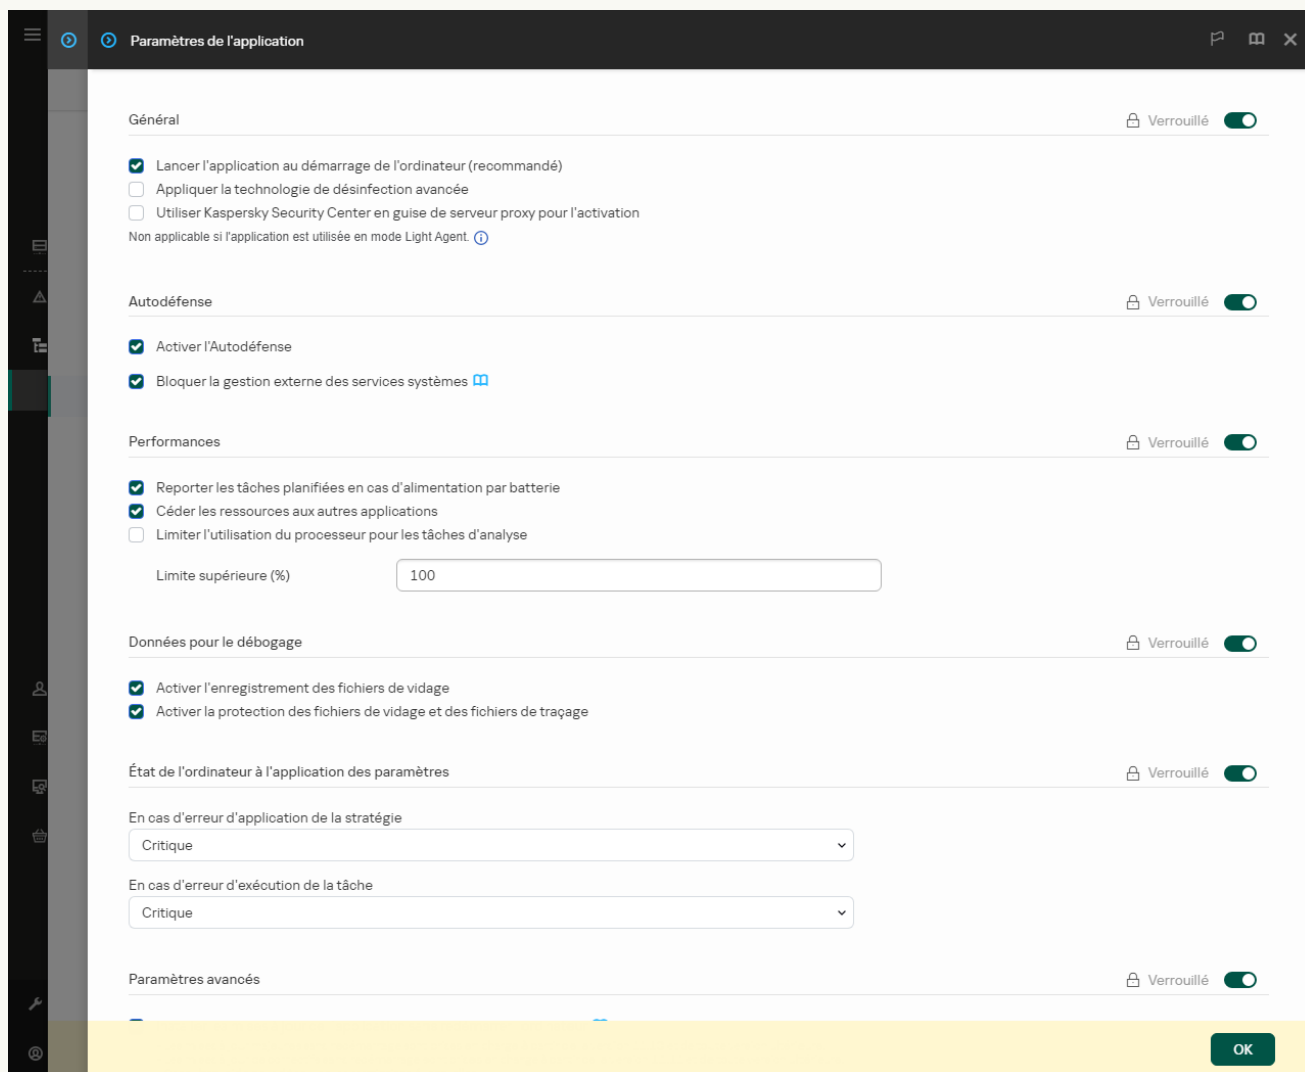 Paramètres de l'application
Général
Verrouillé
Lancer l'application au démarrage de l'ordinateur (recommandé)
Appliquer la technologie de désinfection avancée
Utiliser Kaspersky Security Center en guise de serveur proxy pour l'activation
Non applicable si l'application est utilisée en mode Light Agent.
Autodéfense
Verrouillé
Activer l'Autodéfense
Bloquer la gestion externe des services systèmes
Performances
Verrouillé
Reporter les tâches planifiées en cas d'alimentation par batterie
Céder les ressources aux autres applications
Limiter l'utilisation du processeur pour les tâches d'analyse
Limite supérieure (%)
100
Données pour le débogage
Verrouillé
Activer l'enregistrement des fichiers de vidage
Activer la protection des fichiers de vidage et des fichiers de traçage
État de l'ordinateur à l'application des paramètres
Verrouillé
En cas d'erreur d'application de la stratégie
Critique
En cas d'erreur d'exécution de la tâche
Critique
Paramètres avancés
Verrouillé
OK